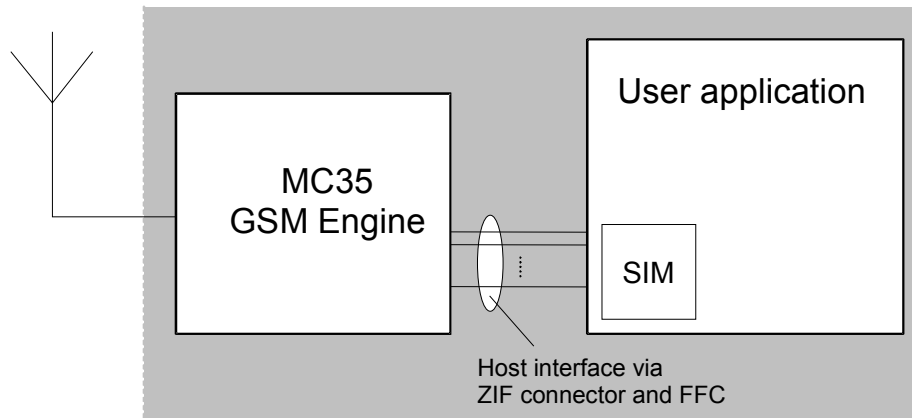 User application
MC35
GSM Engine
SIM
Host interface via
ZIF connector and FFC